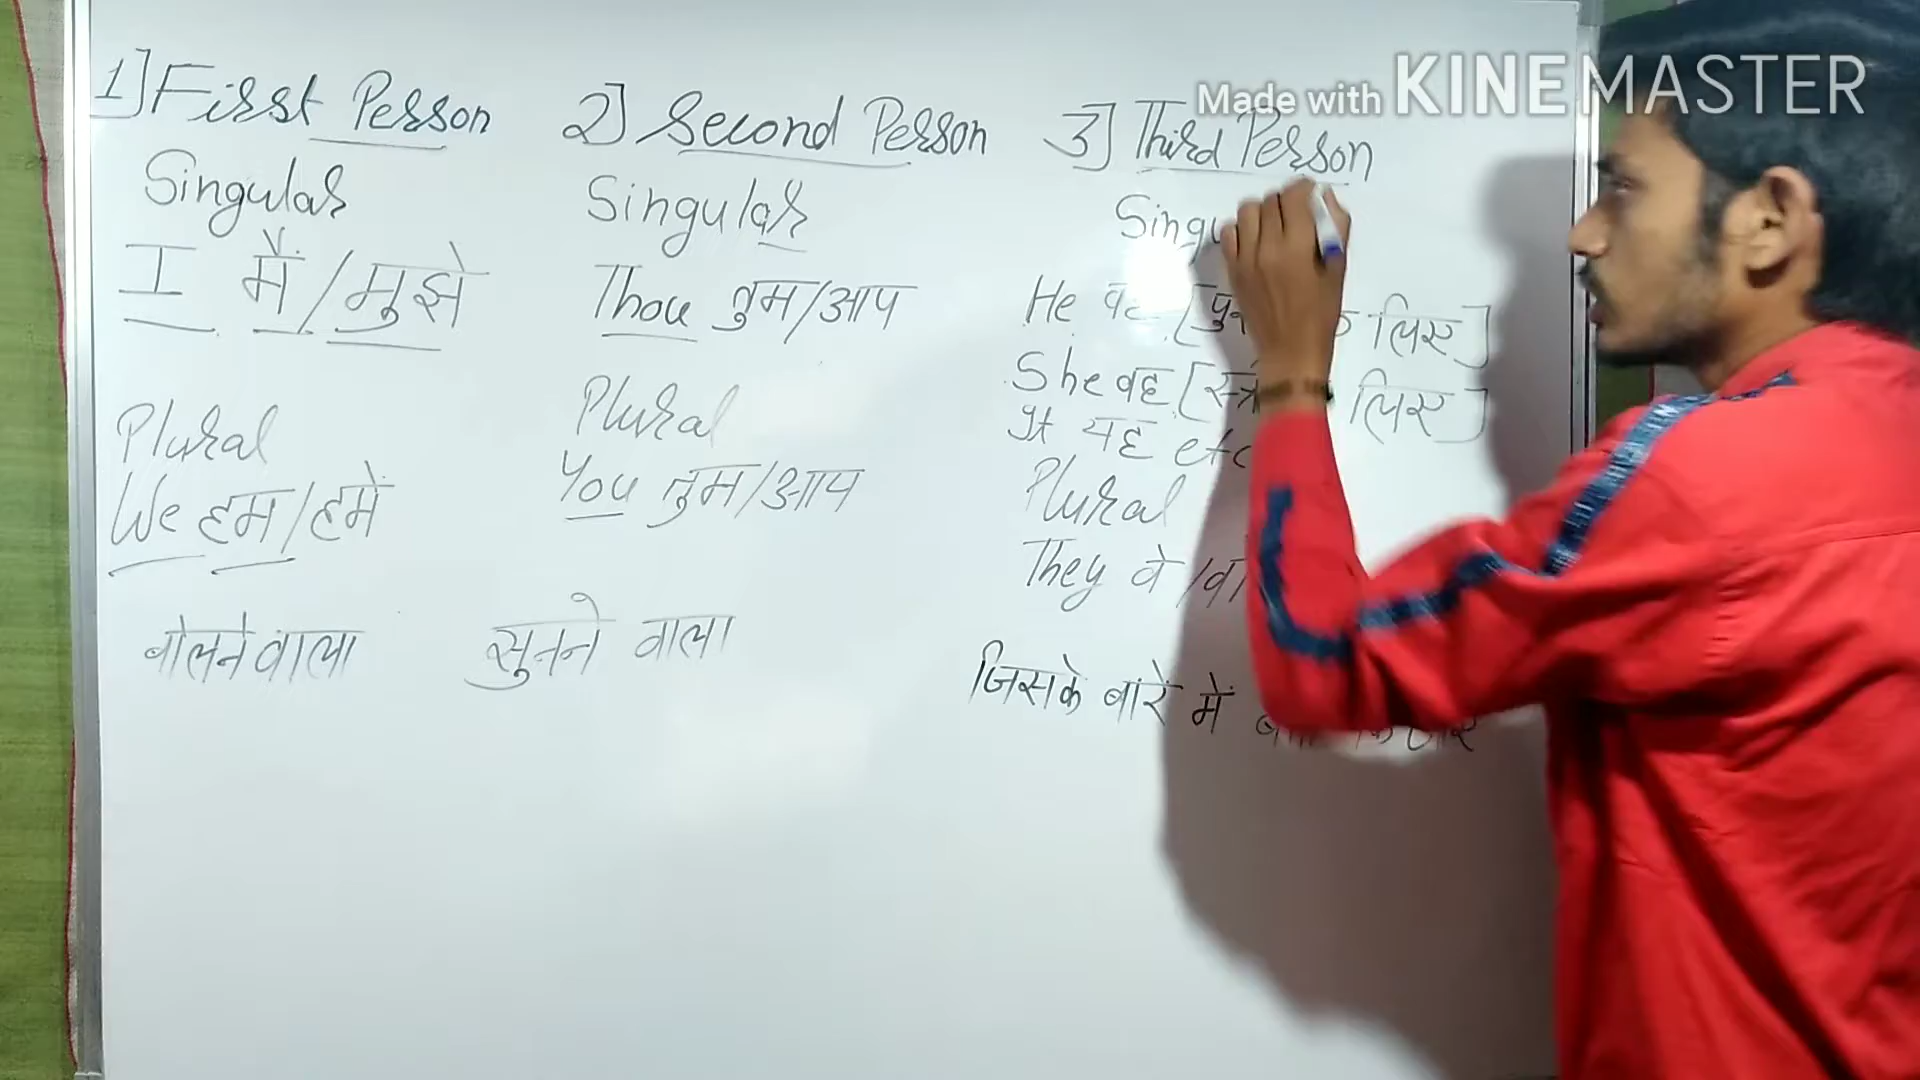 Made with KINEMASTER
1] First Person
Singular
I में / मुझे
Plural
We हम / हमें
बोलने वाला
2] Second Person
Singular
Thou तुम / आप
Plural
You तुम / आप
सुनने वाला
3] Third Person
Singu
He [ लिए ]
She वह [ लिए ]
It यह etc
Plural
They वे /
जिसके बारे में